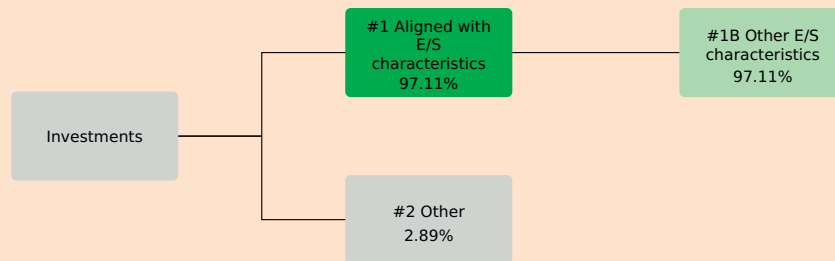 #1 Aligned with
E/S
characteristics
97.11%
#1B Other E/S
characteristics
97.11%
Investments
#2 Other
2.89%